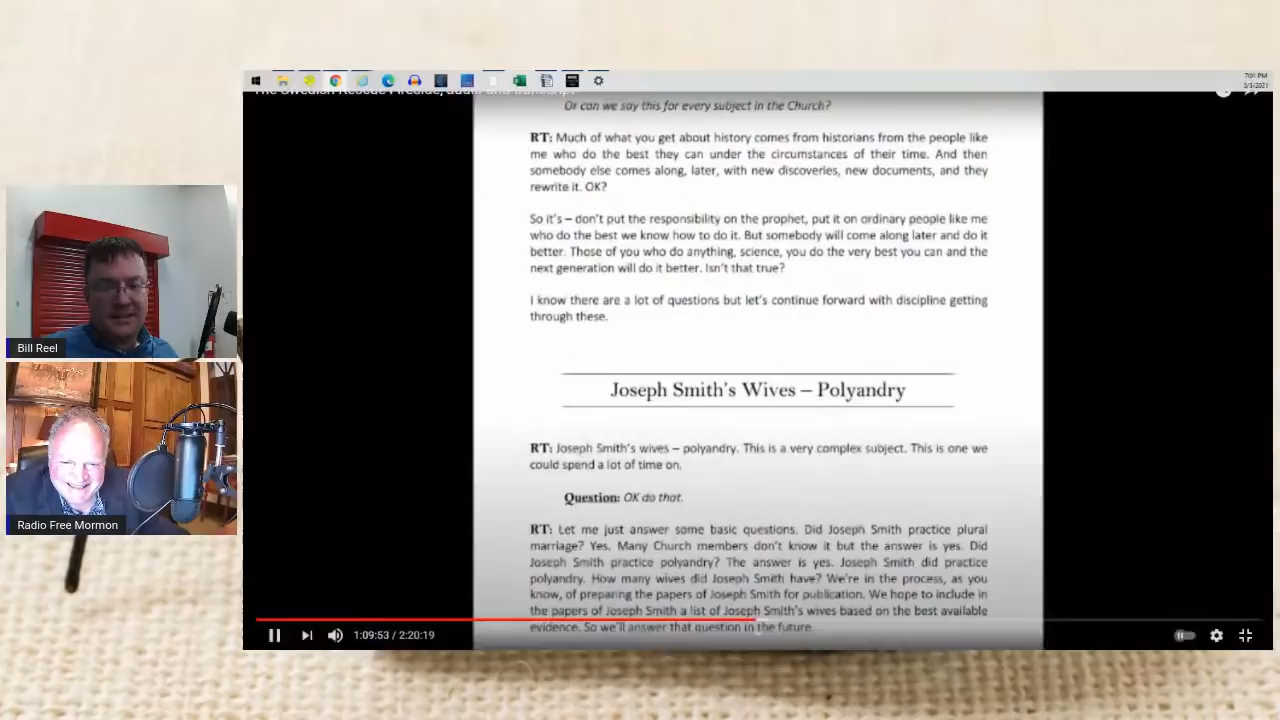 7:01 PM
3/3/2021
The Swedish Rescue Fireside, audio and transcript
Or can we say this for every subject in the Church?
RT: Much of what you get about history comes from historians from the people like
me who do the best they can under the circumstances of their time. And then
somebody else comes along, later, with new discoveries, new documents, and they
rewrite it. OK?
So it's – don't put the responsibility on the prophet, put it on ordinary people like me
who do the best we know how to do it. But somebody will come along later and do it
better. Those of you who do anything, science, you do the very best you can and the
next generation will do it better. Isn't that true?
I know there are a lot of questions but let's continue forward with discipline getting
through these.
Joseph Smith's Wives – Polyandry
RT: Joseph Smith's wives – polyandry. This is a very complex subject. This is one we
could spend a lot of time on.
Question: OK do that.
RT: Let me just answer some basic questions. Did Joseph Smith practice plural
marriage? Yes. Many Church members don't know it but the answer is yes. Did
Joseph Smith practice polyandry? The answer is yes. Joseph Smith did practice
polyandry. How many wives did Joseph Smith have? We're in the process, as you
know, of preparing the papers of Joseph Smith for publication. We hope to include in
the papers of Joseph Smith a list of Joseph Smith's wives based on the best available
evidence. So we'll answer that question in the future.
1:09:53 / 2:20:19
Bill Reel
Radio Free Mormon